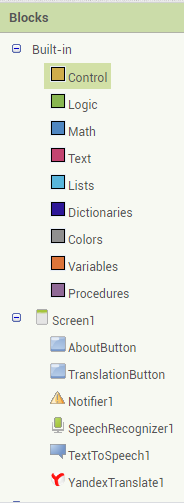 Blocks
Built-in
Control
Logic
Math
Text
Lists
Dictionaries
Colors
Variables
Procedures
Screen1
AboutButton
TranslationButton
Notifier1
SpeechRecognizer1
TextToSpeech1
YandexTranslate1